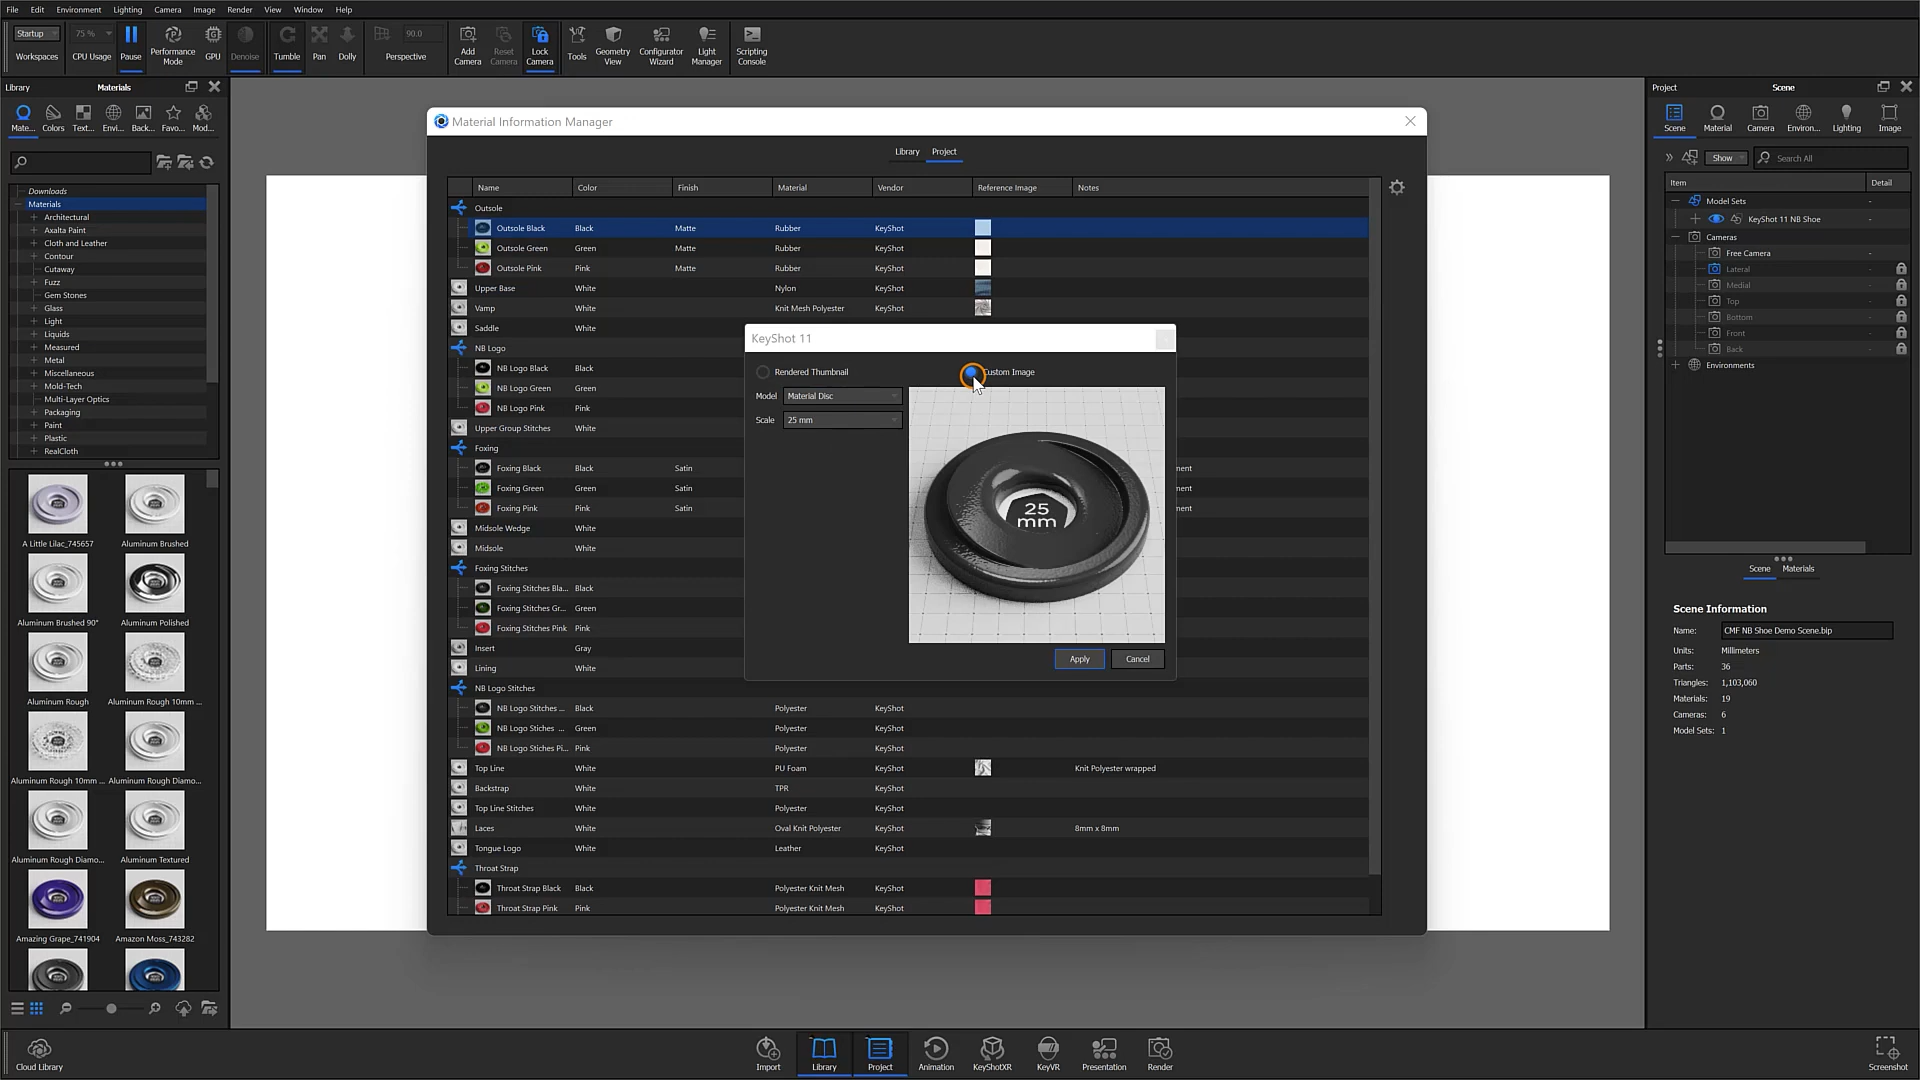 File Edit Environment Lighting Camera Image Render View Window Help
Startup 75 % 90.0
Workspaces CPU Usage Pause Performance Mode GPU Denoise Tumble Pan Dolly Perspective Add Camera Reset Camera Lock Camera Tools Geometry View Configurator Wizard Light Manager Scripting Console
Library Materials
Mate... Colors Text... Envi... Back... Favo... Mod...
Downloads
Materials
Architectural
Axalta Paint
Cloth and Leather
Contour
Cutaway
Fuzz
Gem Stones
Glass
Light
Liquids
Measured
Metal
Miscellaneous
Mold-Tech
Multi-Layer Optics
Packaging
Paint
Plastic
RealCloth
A Little Lilac_745657 Aluminum Brushed
Aluminum Brushed 90° Aluminum Polished
Aluminum Rough Aluminum Rough 10mm ...
Aluminum Rough 10mm ... Aluminum Rough Diamo...
Aluminum Rough Diamo... Aluminum Textured
Amazing Grape_741904 Amazon Moss_743282
Material Information Manager
Library Project
Name Color Finish Material Vendor Reference Image Notes
Outsole
Outsole Black Black Matte Rubber KeyShot
Outsole Green Green Matte Rubber KeyShot
Outsole Pink Pink Matte Rubber KeyShot
Upper Base White Nylon KeyShot
Vamp White Knit Mesh Polyester KeyShot
Saddle White
NB Logo
NB Logo Black Black
NB Logo Green Green
NB Logo Pink Pink
Upper Group Stitches White
Foxing
Foxing Black Black Satin ment
Foxing Green Green Satin ment
Foxing Pink Pink Satin ment
Midsole Wedge White
Midsole White
Foxing Stitches
Foxing Stitches Bla... Black
Foxing Stitches Gr... Green
Foxing Stitches Pink Pink
Insert Gray
Lining White
NB Logo Stitches
NB Logo Stitches ... Black Polyester KeyShot
NB Logo Stiches ... Green Polyester KeyShot
NB Logo Stiches Pi... Pink Polyester KeyShot
Top Line White PU Foam KeyShot Knit Polyester wrapped
Backstrap White TPR KeyShot
Top Line Stitches White Polyester KeyShot
Laces White Oval Knit Polyester KeyShot 8mm x 8mm
Tongue Logo White Leather KeyShot
Throat Strap
Throat Strap Black Black Polyester Knit Mesh KeyShot
Throat Strap Pink Pink Polyester Knit Mesh KeyShot
KeyShot 11
Rendered Thumbnail Custom Image
Model Material Disc
Scale 25 mm
25
mm
Apply Cancel
Project Scene
Scene Material Camera Environ... Lighting Image
Show Search All
Item Detail
Model Sets -
KeyShot 11 NB Shoe -
Cameras
Free Camera -
Lateral -
Medial -
Top -
Bottom -
Front -
Back -
Environments
Scene Materials
Scene Information
Name: CMF NB Shoe Demo Scene.bip
Units: Millimeters
Parts: 36
Triangles: 1,103,060
Materials: 19
Cameras: 6
Model Sets: 1
Cloud Library Import Library Project Animation KeyShotXR KeyVR Presentation Render Screenshot